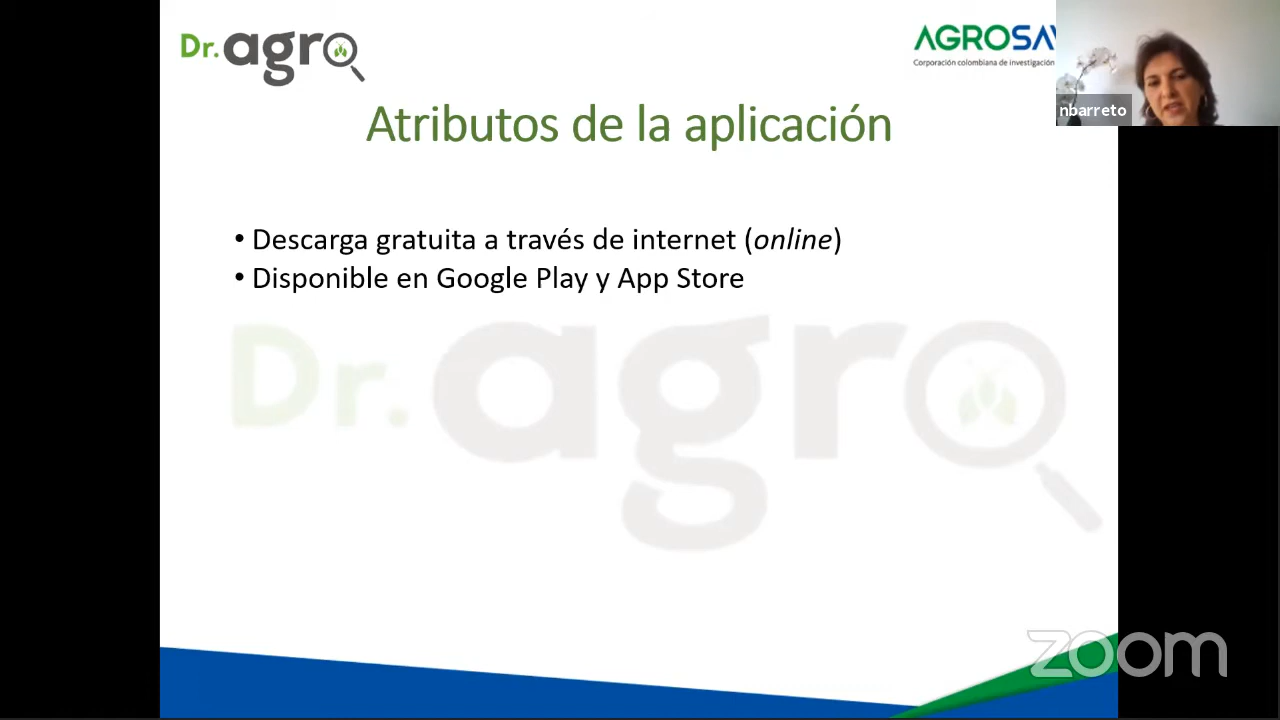 Dr.agro
AGROSAV
Corporación colombiana de investigación
nbarreto
Atributos de la aplicación
• Descarga gratuita a través de internet (online)
• Disponible en Google Play y App Store
Dr.agro
zoom